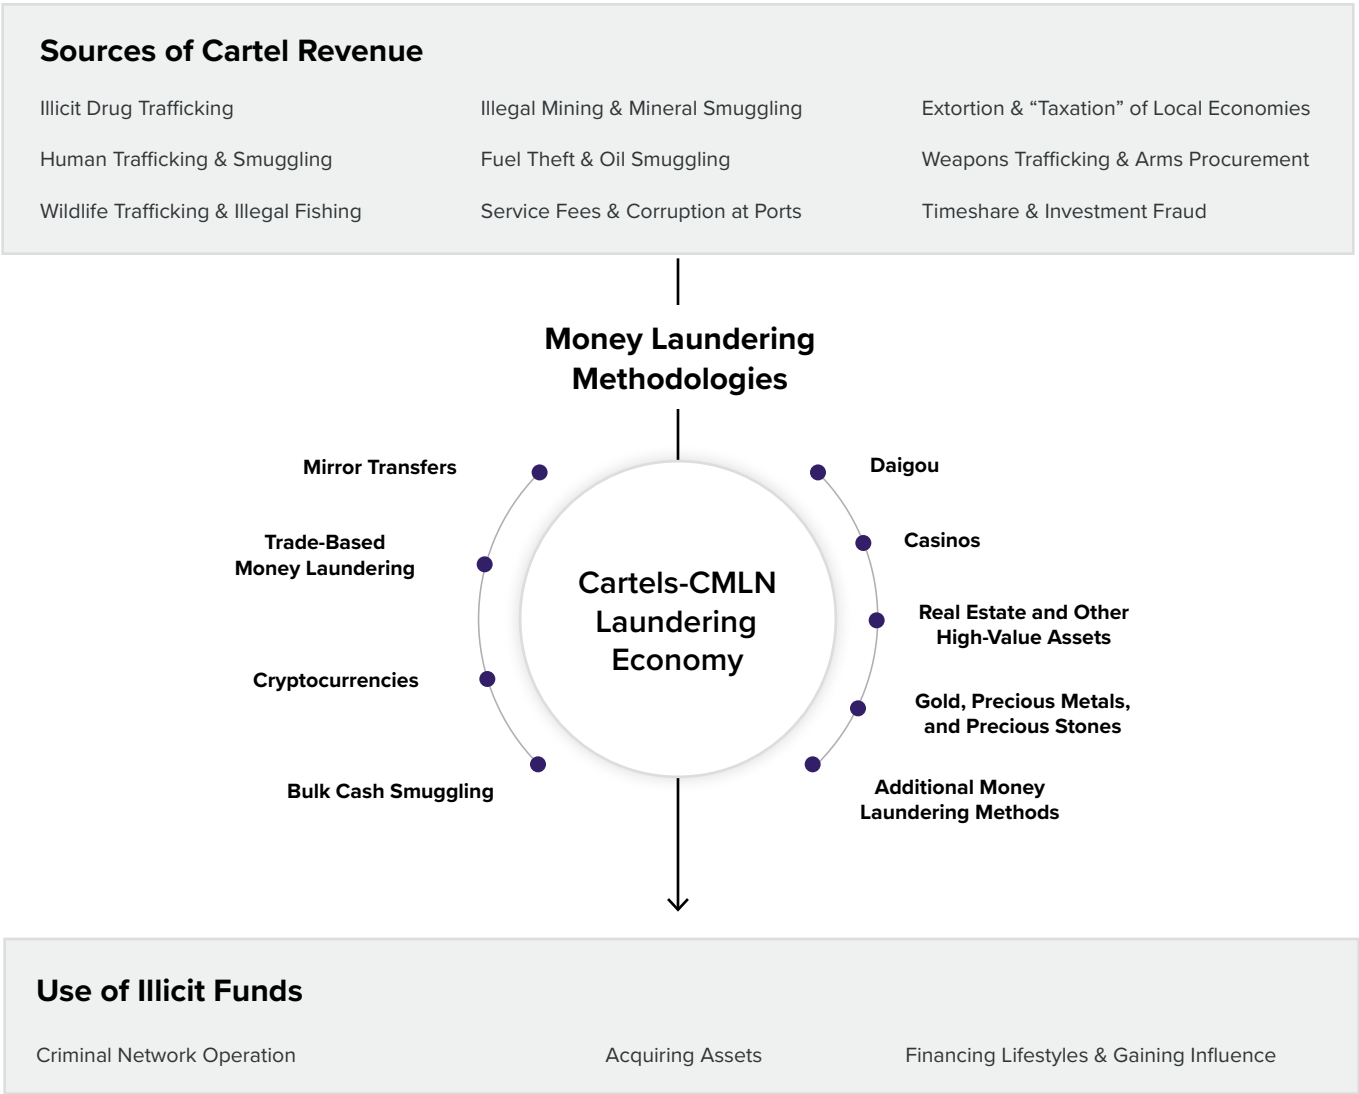 Sources of Cartel Revenue
Illicit Drug Trafficking
Illegal Mining & Mineral Smuggling
Extortion & “Taxation” of Local Economies
Human Trafficking & Smuggling
Fuel Theft & Oil Smuggling
Weapons Trafficking & Arms Procurement
Wildlife Trafficking & Illegal Fishing
Service Fees & Corruption at Ports
Timeshare & Investment Fraud
Money Laundering
Methodologies
Mirror Transfers
Trade-Based
Money Laundering
Cryptocurrencies
Bulk Cash Smuggling
Cartels-CMLN
Laundering
Economy
Daigou
Casinos
Real Estate and Other
High-Value Assets
Gold, Precious Metals,
and Precious Stones
Additional Money
Laundering Methods
Use of Illicit Funds
Criminal Network Operation
Acquiring Assets
Financing Lifestyles & Gaining Influence